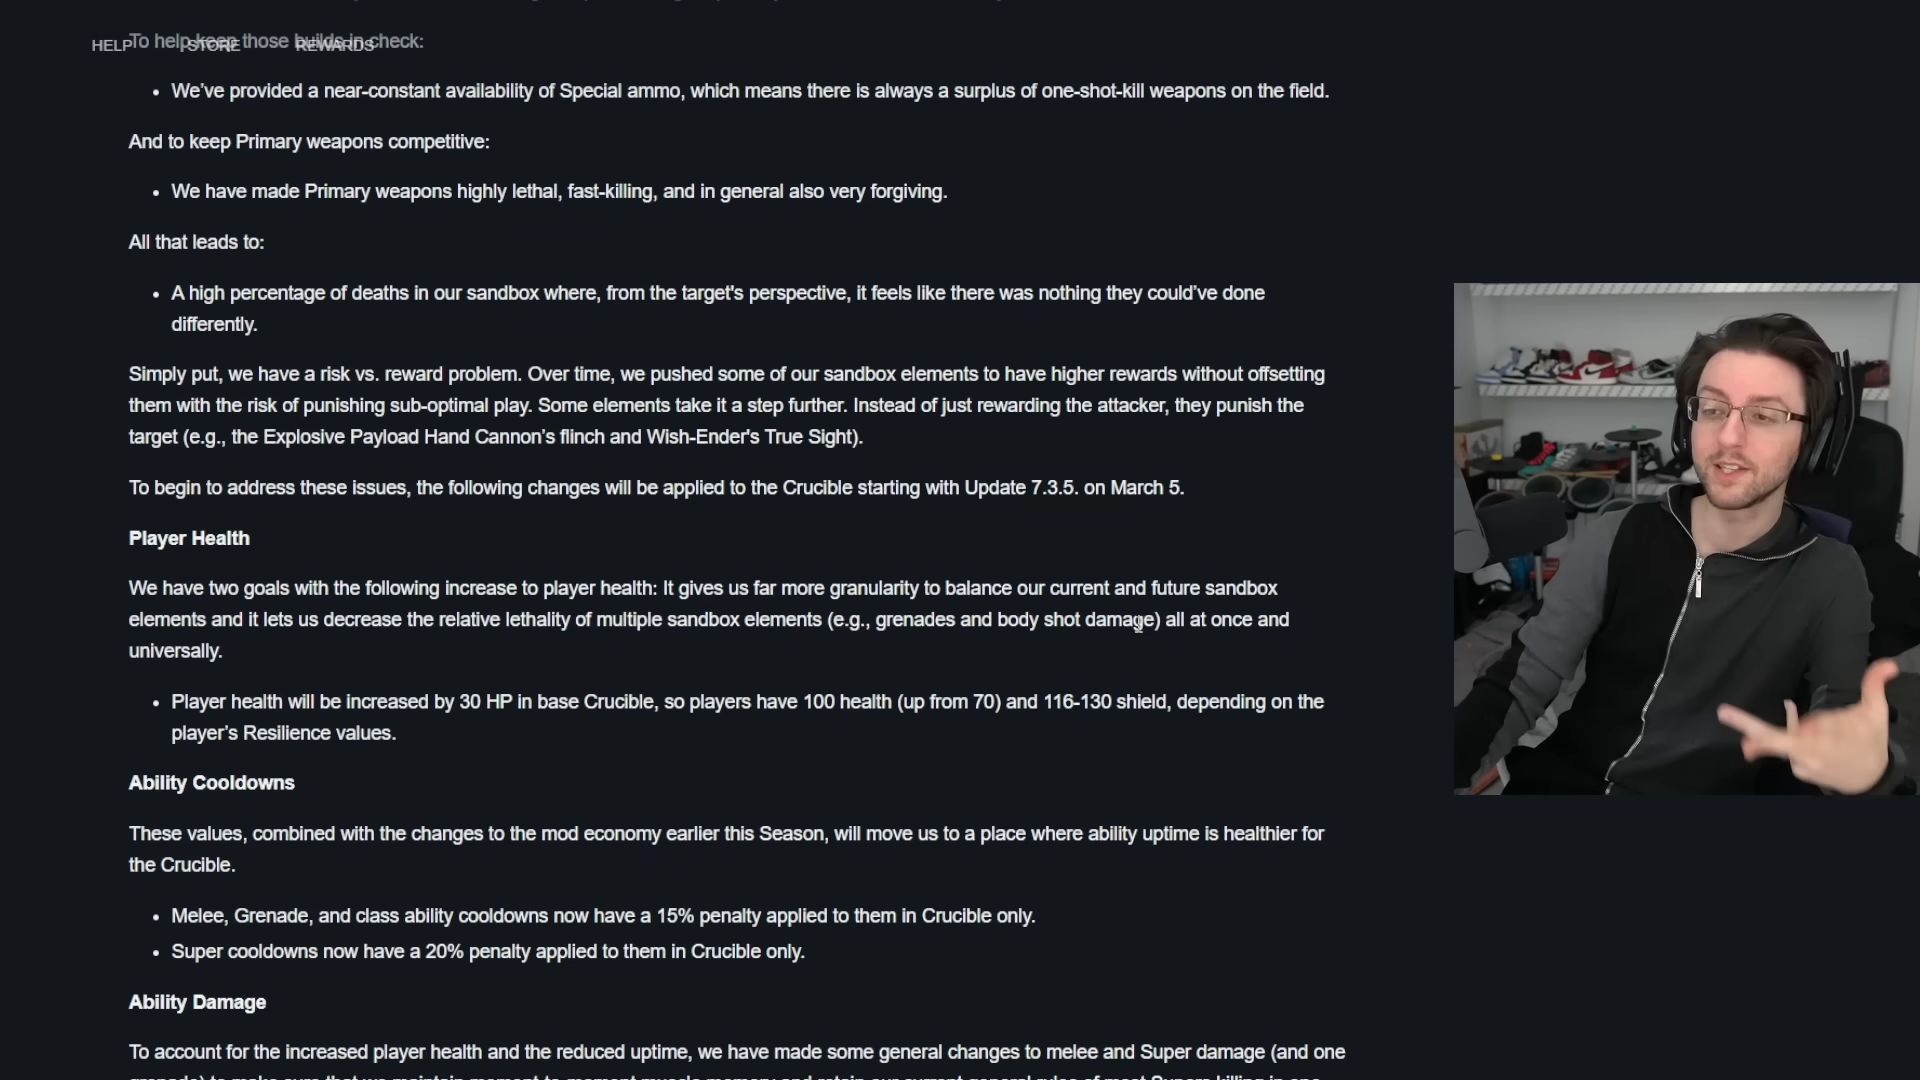 To help keep those builds in check:
HELP STORE REWARDS
• We've provided a near-constant availability of Special ammo, which means there is always a surplus of one-shot-kill weapons on the field.
And to keep Primary weapons competitive:
• We have made Primary weapons highly lethal, fast-killing, and in general also very forgiving.
All that leads to:
• A high percentage of deaths in our sandbox where, from the target's perspective, it feels like there was nothing they could've done
differently.
Simply put, we have a risk vs. reward problem. Over time, we pushed some of our sandbox elements to have higher rewards without offsetting
them with the risk of punishing sub-optimal play. Some elements take it a step further. Instead of just rewarding the attacker, they punish the
target (e.g., the Explosive Payload Hand Cannon's flinch and Wish-Ender's True Sight).
To begin to address these issues, the following changes will be applied to the Crucible starting with Update 7.3.5. on March 5.
Player Health
We have two goals with the following increase to player health: It gives us far more granularity to balance our current and future sandbox
elements and it lets us decrease the relative lethality of multiple sandbox elements (e.g., grenades and body shot damage) all at once and
universally.
• Player health will be increased by 30 HP in base Crucible, so players have 100 health (up from 70) and 116-130 shield, depending on the
player's Resilience values.
Ability Cooldowns
These values, combined with the changes to the mod economy earlier this Season, will move us to a place where ability uptime is healthier for
the Crucible.
• Melee, Grenade, and class ability cooldowns now have a 15% penalty applied to them in Crucible only.
• Super cooldowns now have a 20% penalty applied to them in Crucible only.
Ability Damage
To account for the increased player health and the reduced uptime, we have made some general changes to melee and Super damage (and one